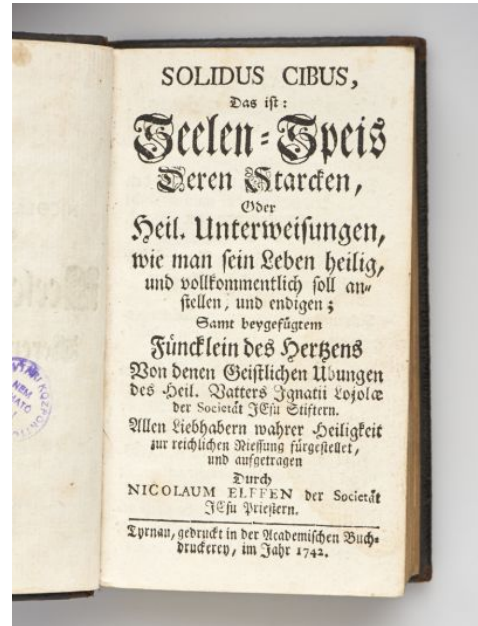 SOLIDUS CIBUS,
Das ist:
Seelen-Speis
Deren Starcken,
Oder
Heil. Unterweisungen,
wie man sein Leben heilig,
und vollkommentlich soll an-
stellen, und endigen;
Samt beygefügtem
Füncklein des Hertzens
Von denen Geistlichen Ubungen
des Heil. Vatters Ignatii Lojolæ
der Societät JEsu Stiftern.
Allen Liebhabern wahrer Heiligkeit
zur reichlichen Niessung fürgestellet,
und aufgetragen
Durch
NICOLAUM ELFFEN der Societät
JEsu Priestern.
Tyrnau, gedruckt in der Academischen Buch-
druckerey, im Jahr 1742.